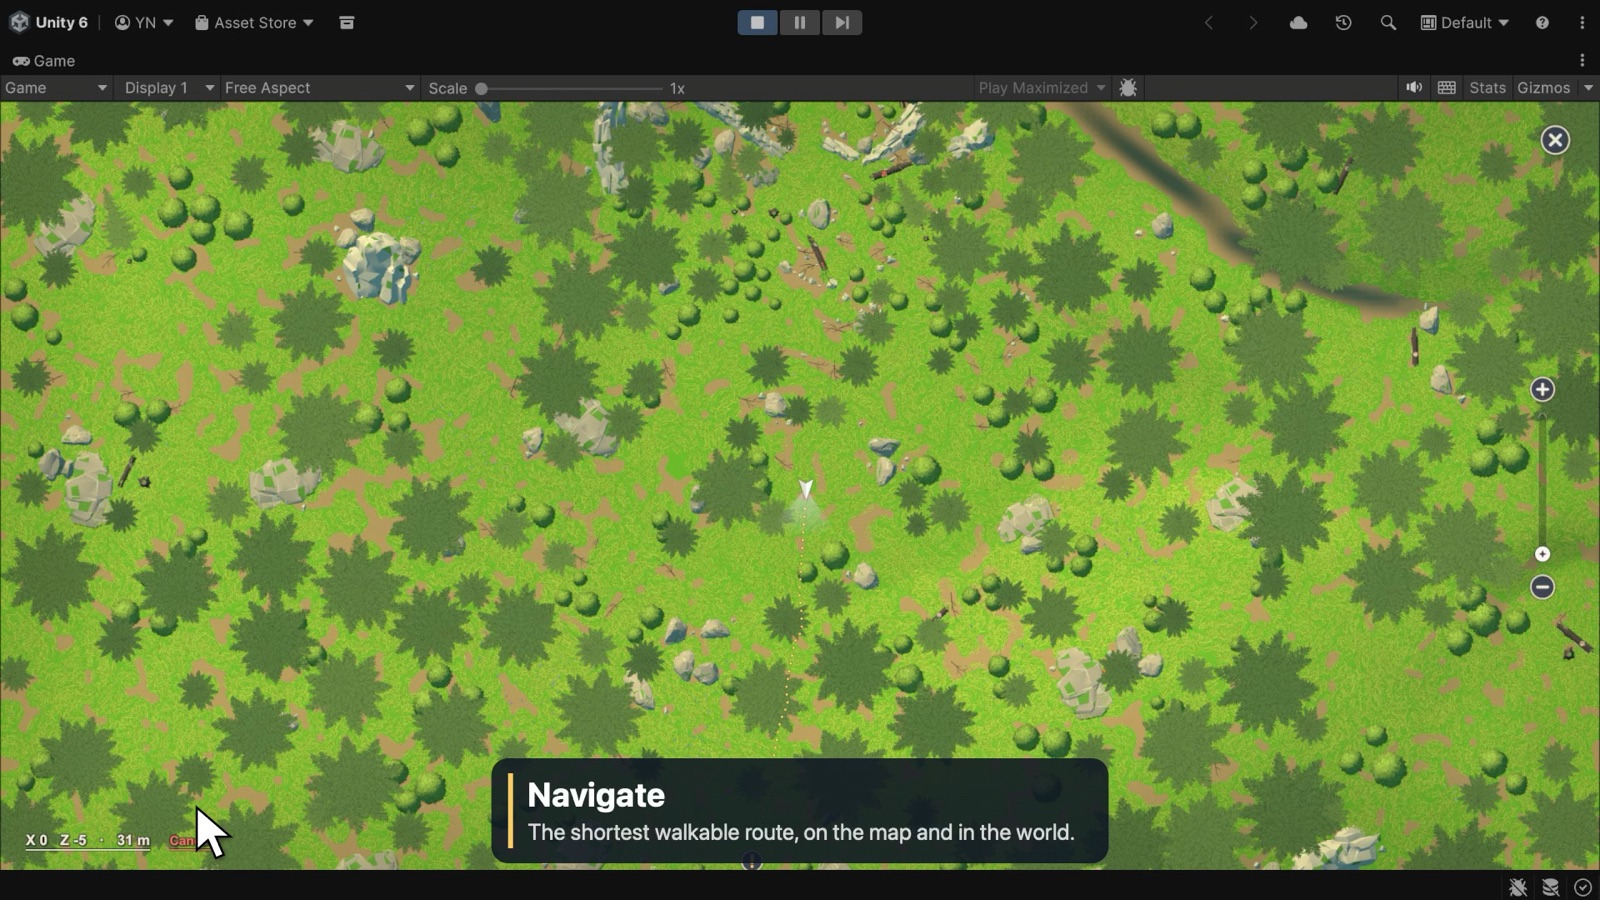 Unity 6
YN
Asset Store
Default
Game
Game
Display 1
Free Aspect
Scale
1x
Play Maximized
Stats
Gizmos
Navigate
The shortest walkable route, on the map and in the world.
X 0 Z -5 · 31 m